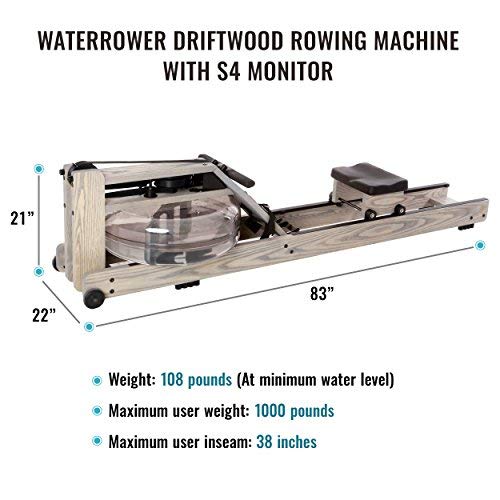 WATERROWER DRIFTWOOD ROWING MACHINE
WITH S4 MONITOR
21”
22”
83”
Weight: 108 pounds (At minimum water level)
Maximum user weight: 1000 pounds
Maximum user inseam: 38 inches